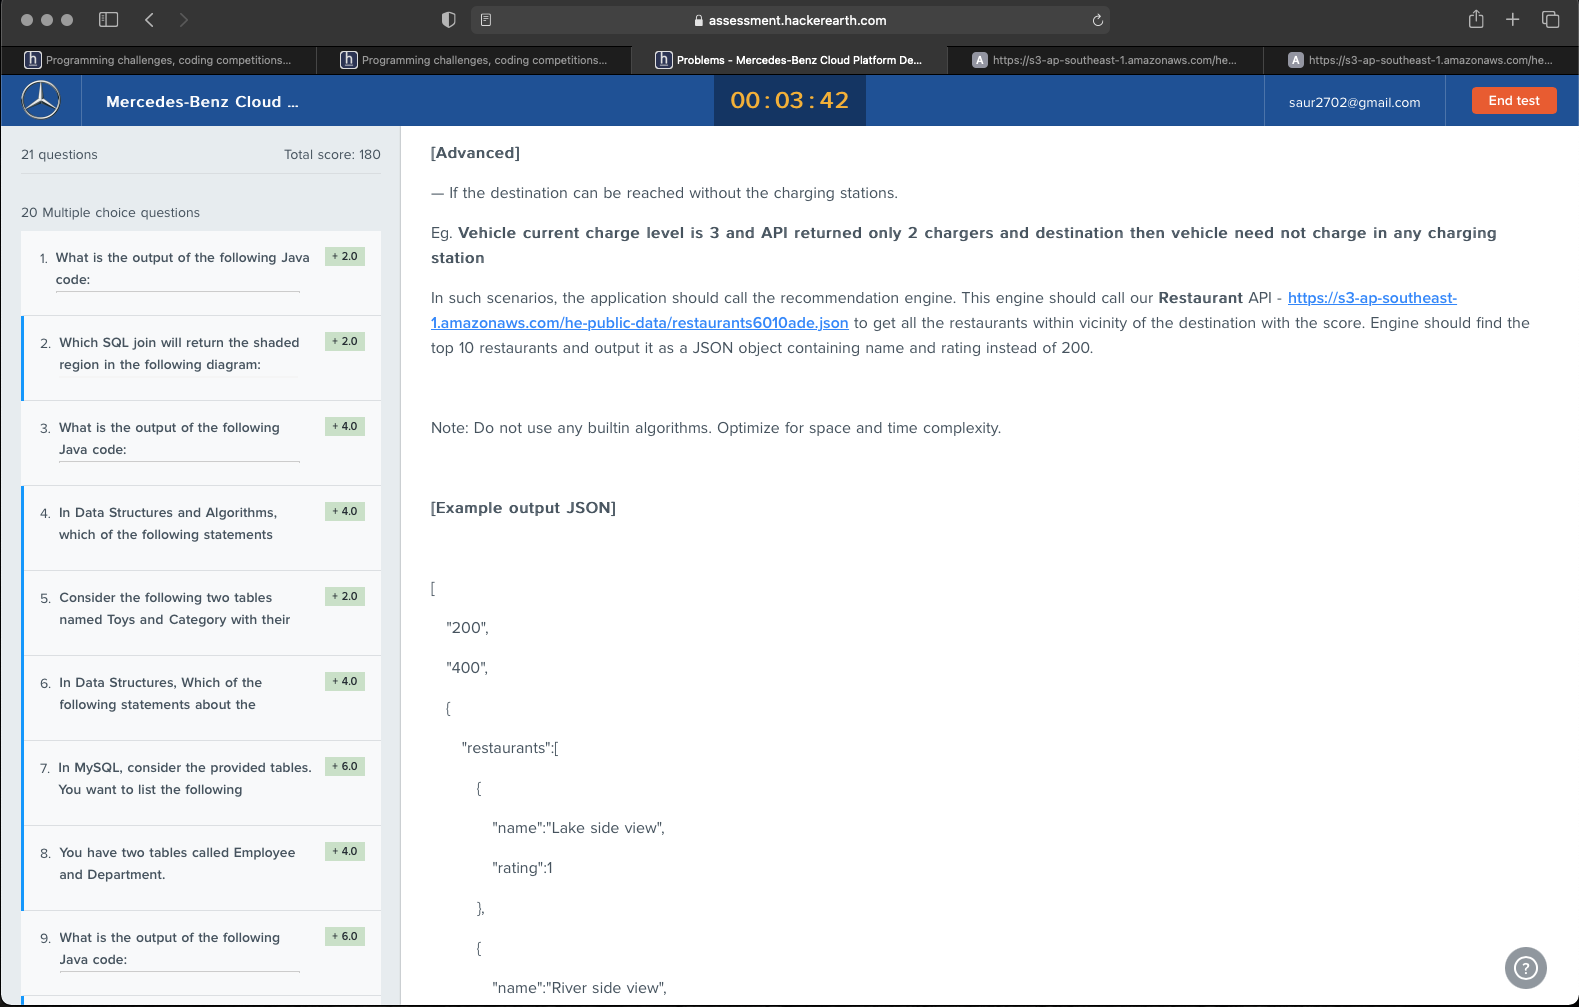 assessment.hackerearth.com
h Programming challenges, coding competitions...
h Programming challenges, coding competitions...
h Problems - Mercedes-Benz Cloud Platform De...
A https://s3-ap-southeast-1.amazonaws.com/he...
A https://s3-ap-southeast-1.amazonaws.com/he...
Mercedes-Benz Cloud ...
00:03:42
saur2702@gmail.com
End test
21 questions
Total score: 180
20 Multiple choice questions
1. What is the output of the following Java
code:
+ 2.0
2. Which SQL join will return the shaded
region in the following diagram:
+ 2.0
3. What is the output of the following
Java code:
+ 4.0
4. In Data Structures and Algorithms,
which of the following statements
+ 4.0
5. Consider the following two tables
named Toys and Category with their
+ 2.0
6. In Data Structures, Which of the
following statements about the
+ 4.0
7. In MySQL, consider the provided tables.
You want to list the following
+ 6.0
8. You have two tables called Employee
and Department.
+ 4.0
9. What is the output of the following
Java code:
+ 6.0
[Advanced]
— If the destination can be reached without the charging stations.
Eg. Vehicle current charge level is 3 and API returned only 2 chargers and destination then vehicle need not charge in any charging
station
In such scenarios, the application should call the recommendation engine. This engine should call our Restaurant API - https://s3-ap-southeast-
1.amazonaws.com/he-public-data/restaurants6010ade.json to get all the restaurants within vicinity of the destination with the score. Engine should find the
top 10 restaurants and output it as a JSON object containing name and rating instead of 200.
Note: Do not use any builtin algorithms. Optimize for space and time complexity.
[Example output JSON]
[
"200",
"400",
{
"restaurants":[
{
"name":"Lake side view",
"rating":1
},
{
"name":"River side view",
?